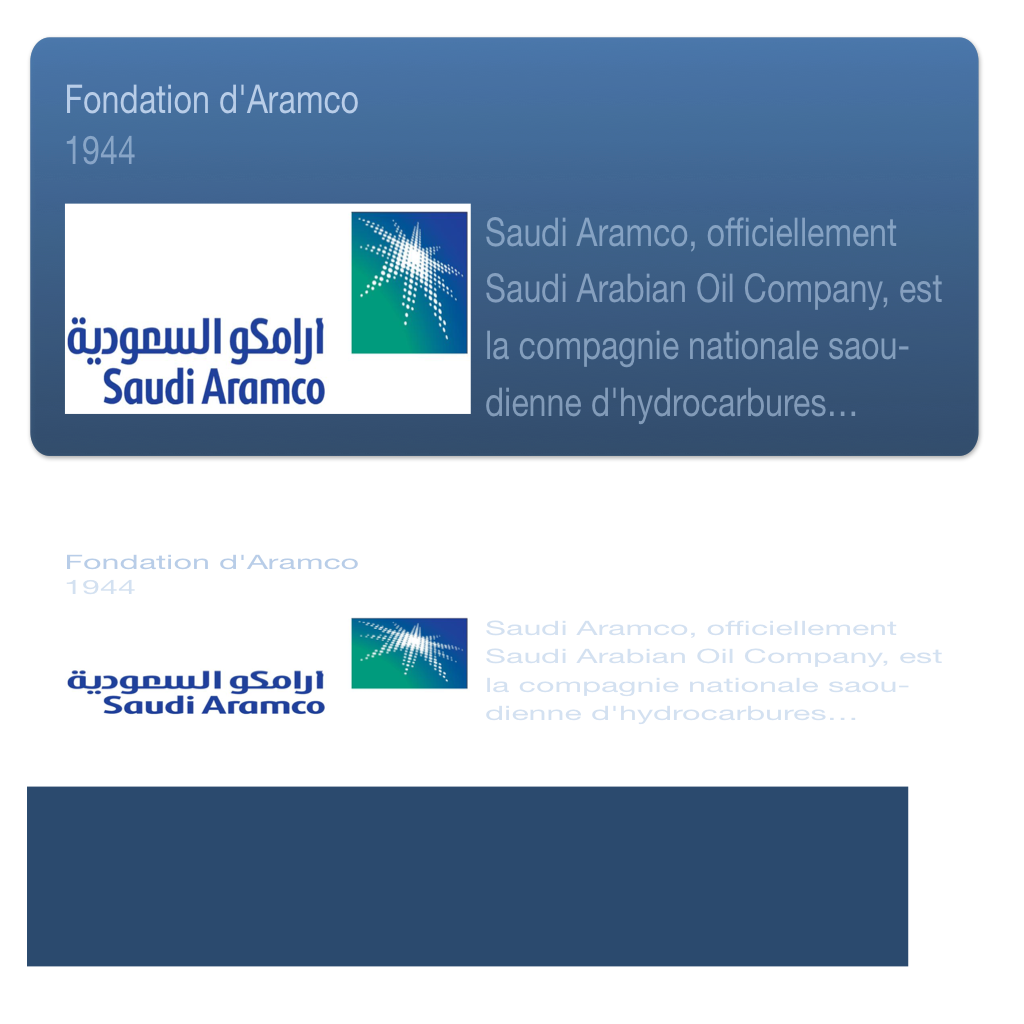 Fondation d'Aramco
1944
Saudi Aramco, officiellement
Saudi Arabian Oil Company, est
la compagnie nationale saou-
dienne d'hydrocarbures…
أرامكو السعودية
Saudi Aramco
Fondation d'Aramco
1944
Saudi Aramco, officiellement
Saudi Arabian Oil Company, est
la compagnie nationale saou-
dienne d'hydrocarbures…
أرامكو السعودية
Saudi Aramco